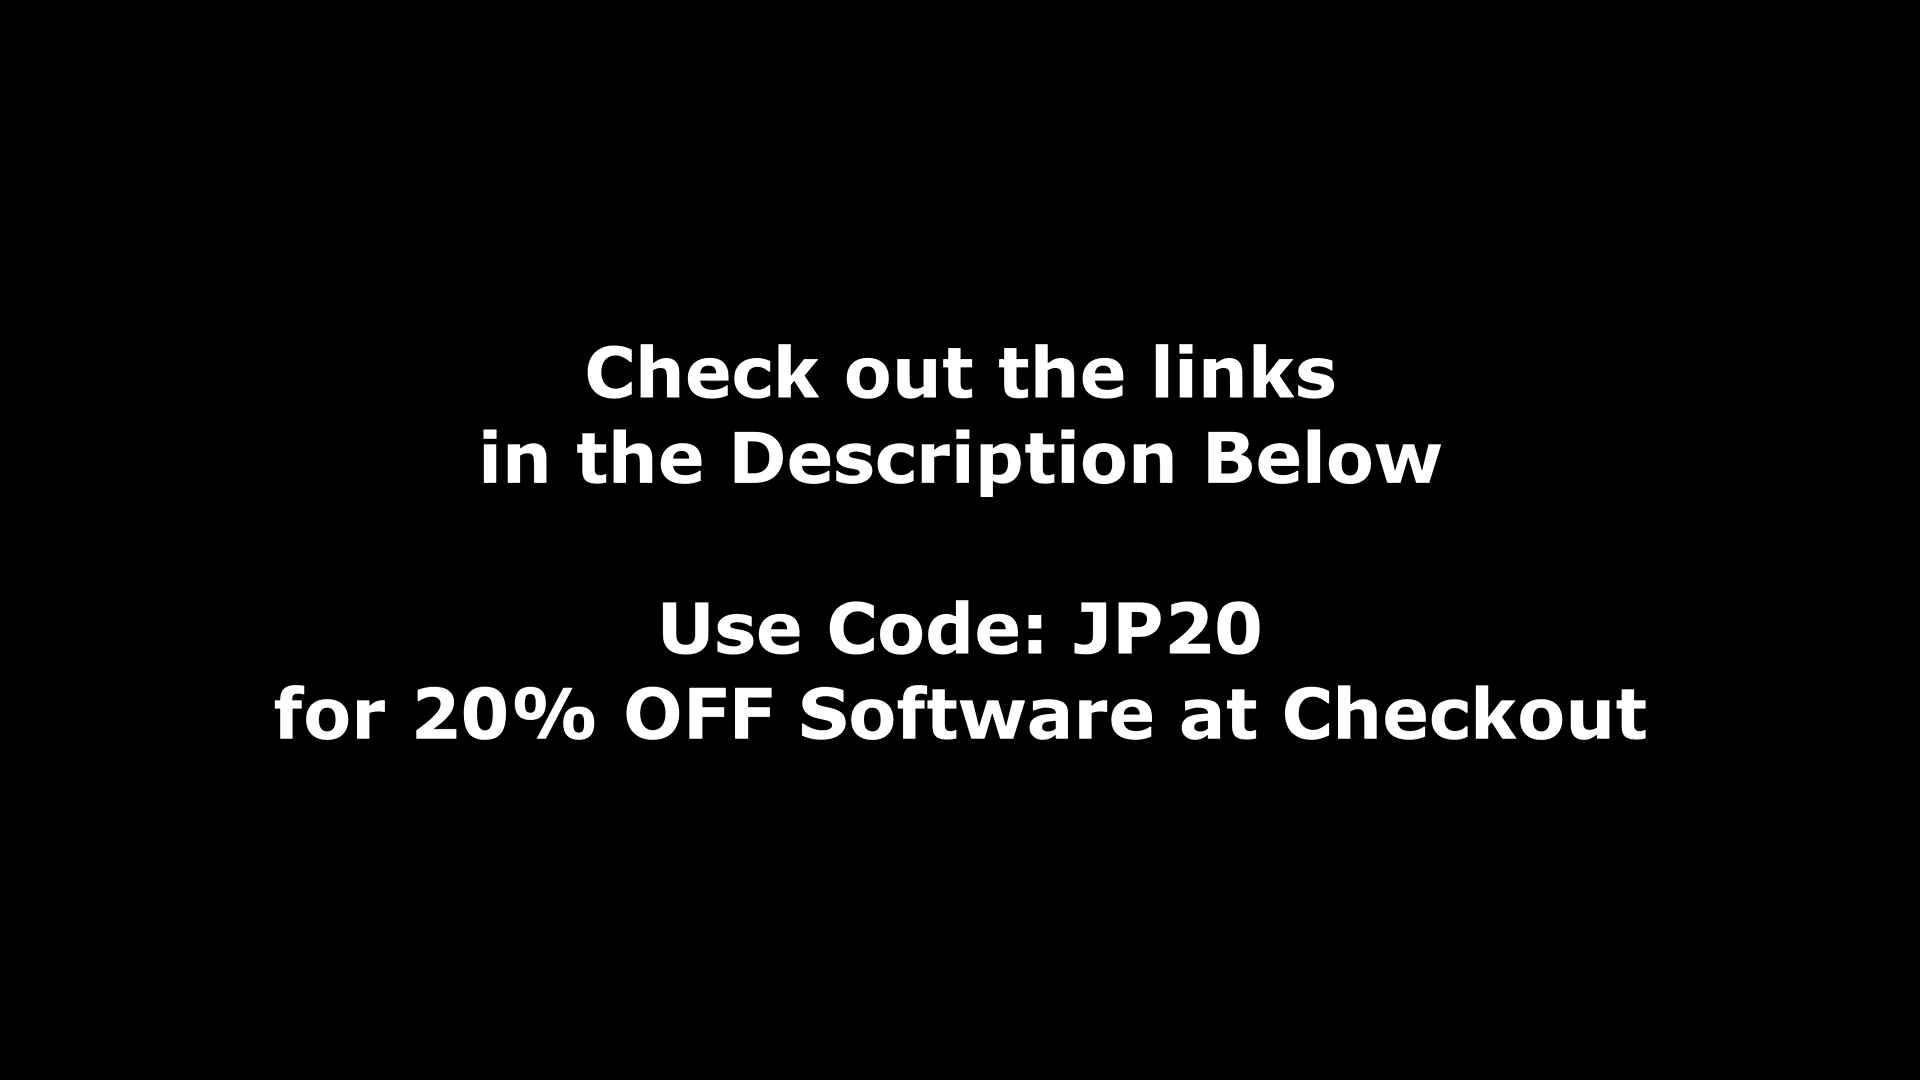 Check out the links
in the Description Below
Use Code: JP20
for 20% OFF Software at Checkout